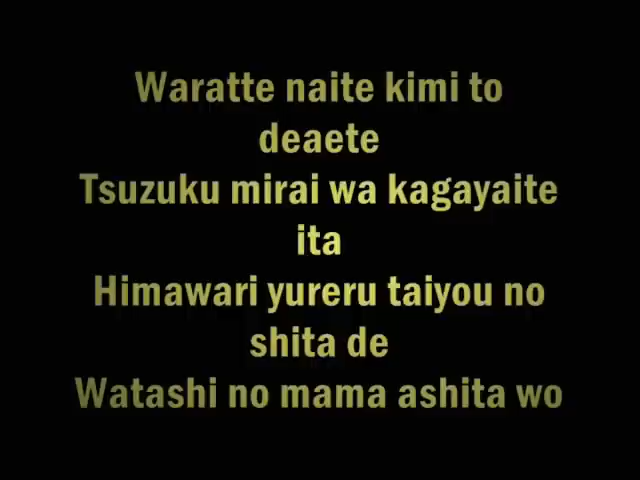 Waratte naite kimi to
deaete
Tsuzuku mirai wa kagayaite
ita
Himawari yureru taiyou no
shita de
Watashi no mama ashita wo